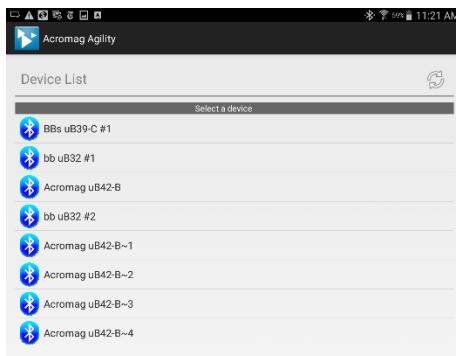 59% 11:21 AM
Acromag Agility
Device List
Select a device
BBs uB39-C #1
bb uB32 #1
Acromag uB42-B
bb uB32 #2
Acromag uB42-B~1
Acromag uB42-B~2
Acromag uB42-B~3
Acromag uB42-B~4